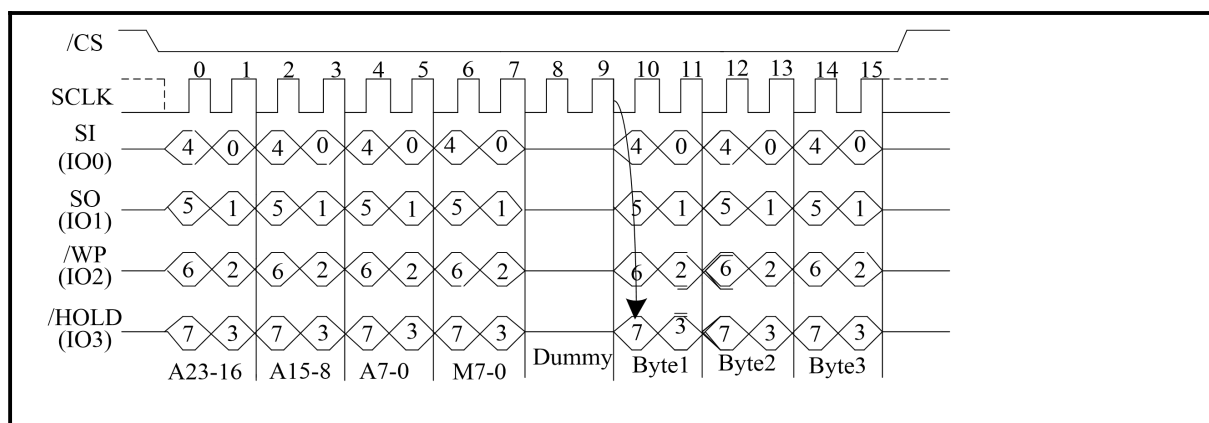 /CS
0 1 2 3 4 5 6 7 8 9 10 11 12 13 14 15
SCLK
SI
(IO0)
4 0 4 0 4 0 4 0 4 0 4 0 4 0
SO
(IO1)
5 1 5 1 5 1 5 1 5 1 5 1 5 1
/WP
(IO2)
6 2 6 2 6 2 6 2 6 2 6 2 6 2
/HOLD
(IO3)
7 3 7 3 7 3 7 3 7 3 7 3 7 3
A23-16 A15-8 A7-0 M7-0 Dummy Byte1 Byte2 Byte3